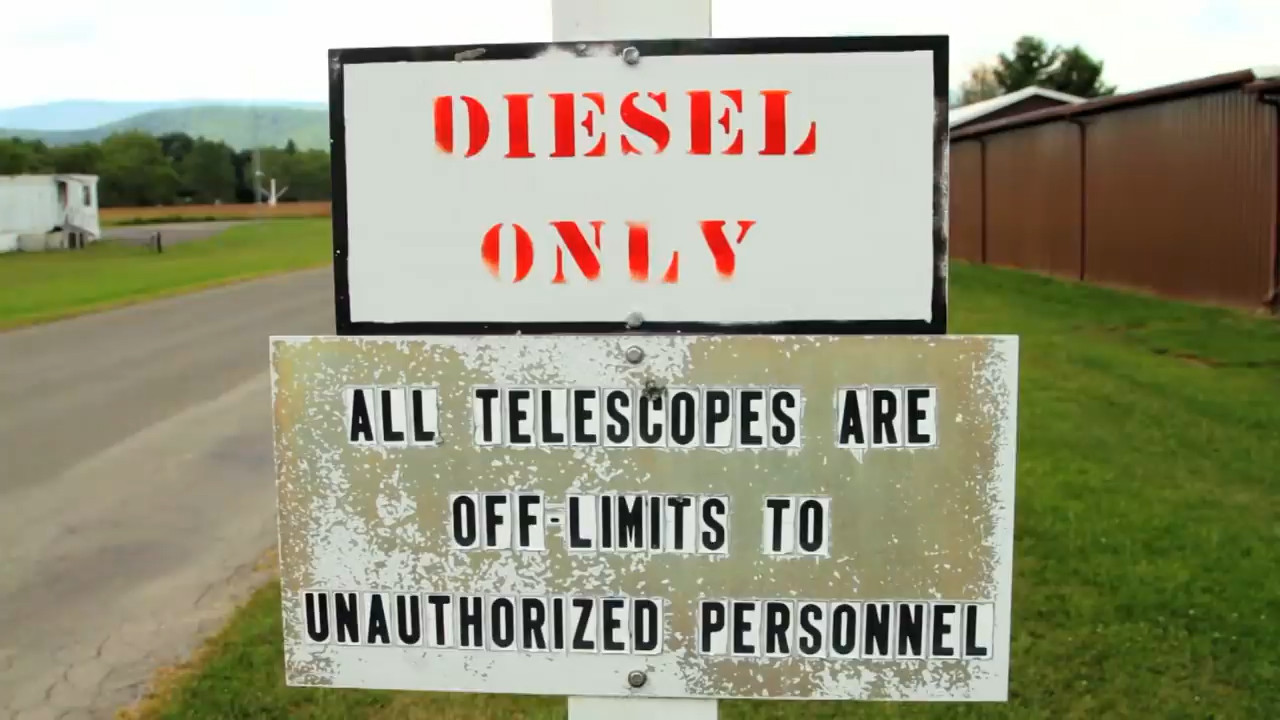 DIESEL
ONLY
ALL TELESCOPES ARE
OFF-LIMITS TO
UNAUTHORIZED PERSONNEL